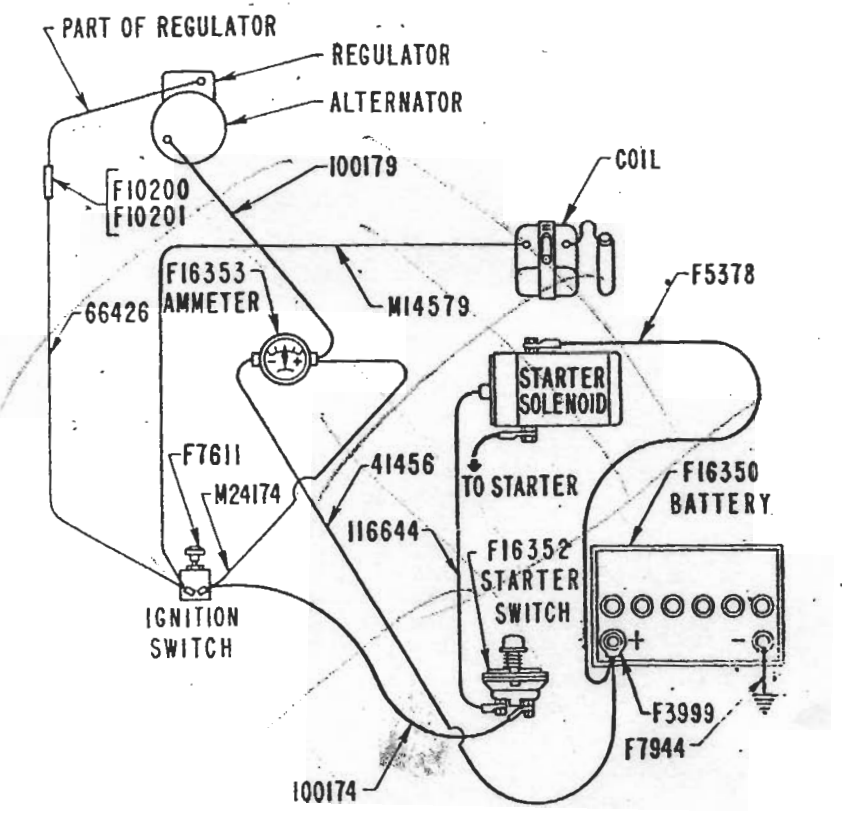 PART OF REGULATOR
REGULATOR
ALTERNATOR
100179
COIL
F10200
F10201
F16353
AMMETER
M14579
F5378
66426
- +
STARTER
SOLENOID
F7611
M24174
41456
TO STARTER
F16350
BATTERY
116644
F16352
STARTER
SWITCH
IGNITION
SWITCH
+ -
F3999
F7944
100174